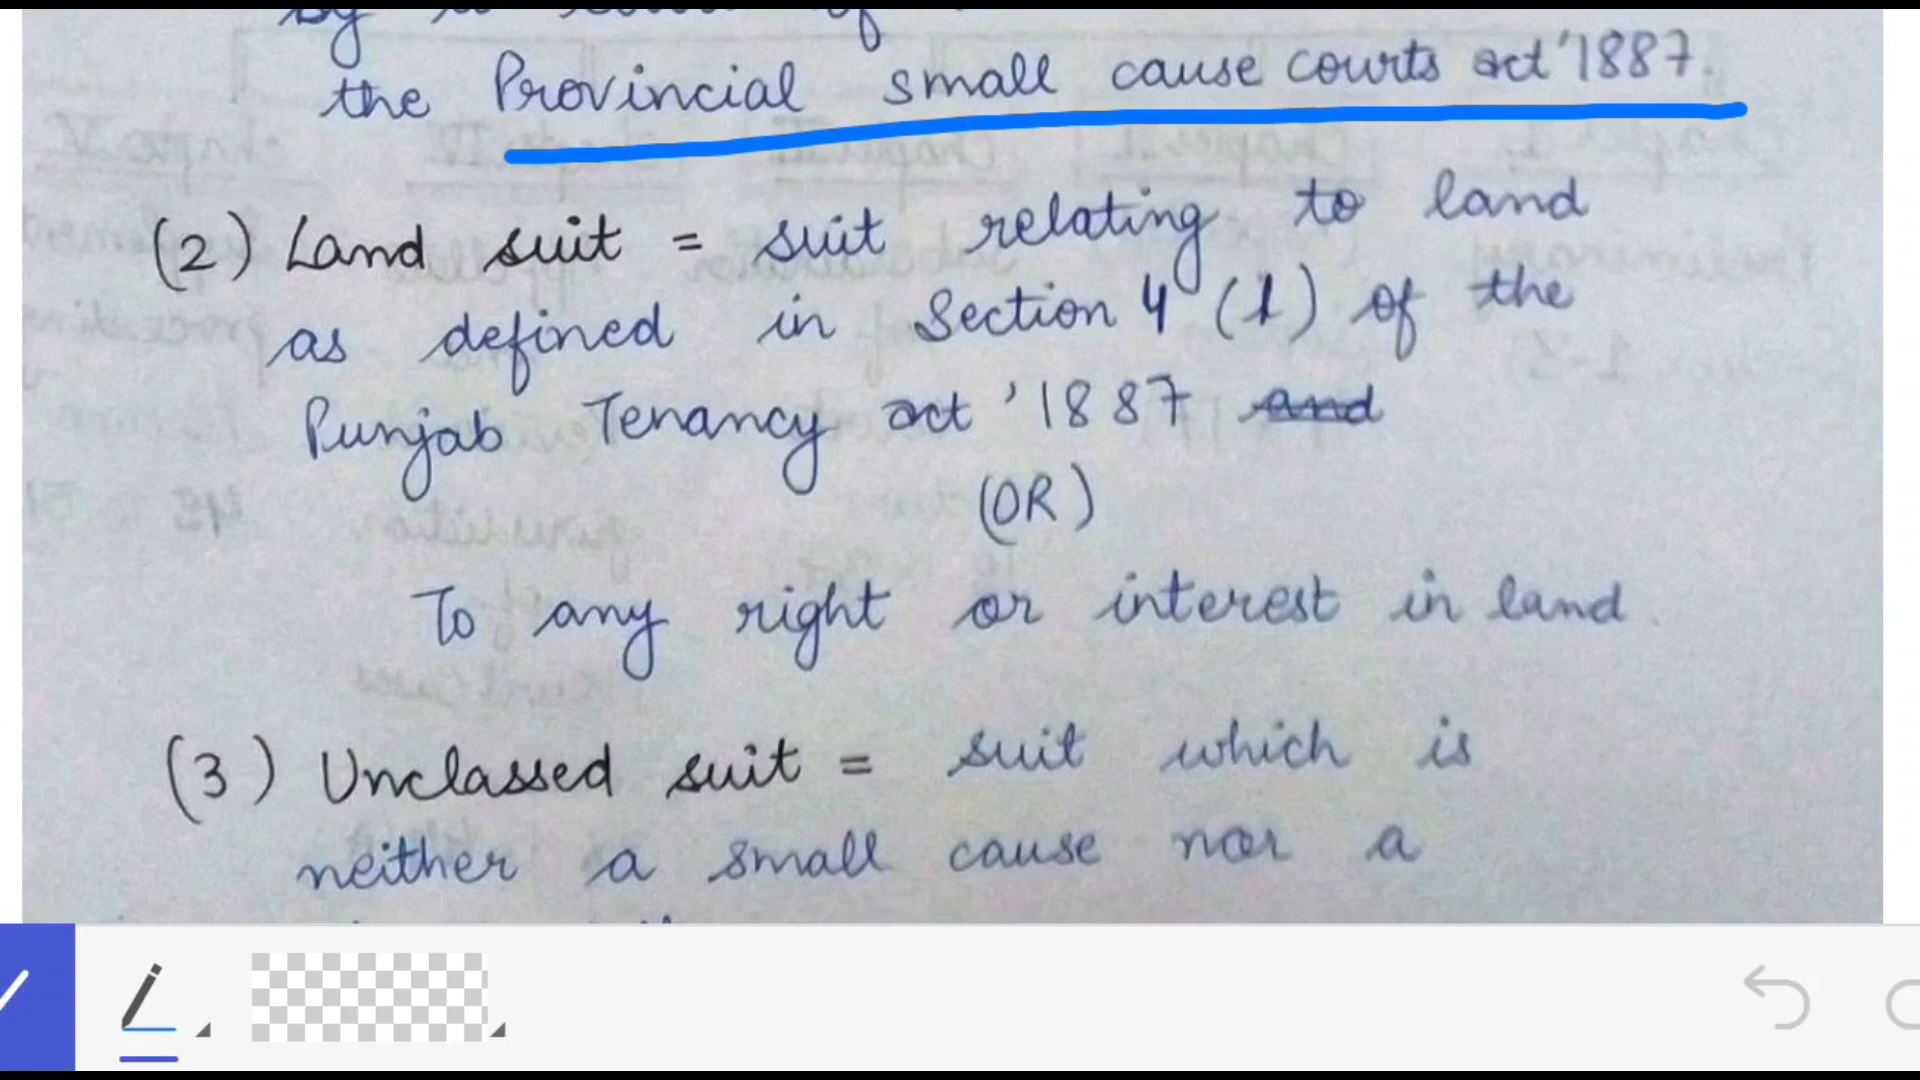 the Provincial small cause courts act '1887.
(2) Land suit = suit relating to land
as defined in Section 4 (1) of the
Punjab Tenancy act '1887 and
(OR)
To any right or interest in land
(3) Unclassed suit = suit which is
neither a small cause nor a